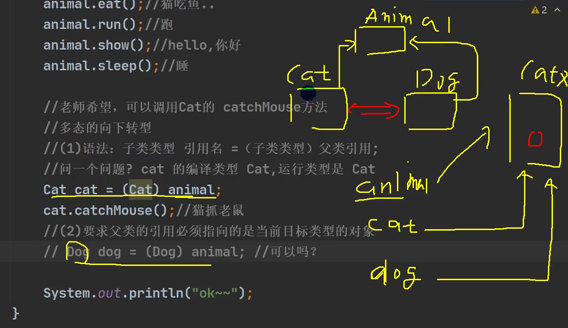 animal.eat();//猫吃鱼..
animal.run();//跑
animal.show();//hello,你好
animal.sleep();//睡
//老师希望，可以调用Cat的 catchMouse方法
//多态的向下转型
//(1)语法：子类类型 引用名 =（子类类型）父类引用;
//问一个问题? cat 的编译类型 Cat,运行类型是 Cat
Cat cat = (Cat) animal;
cat.catchMouse();//猫抓老鼠
//(2)要求父类的引用必须指向的是当前目标类型的对象
// Dog dog = (Dog) animal; //可以吗？
System.out.println("ok~~");
}
2
Animal
Cat
Dog
animal
cat
dog